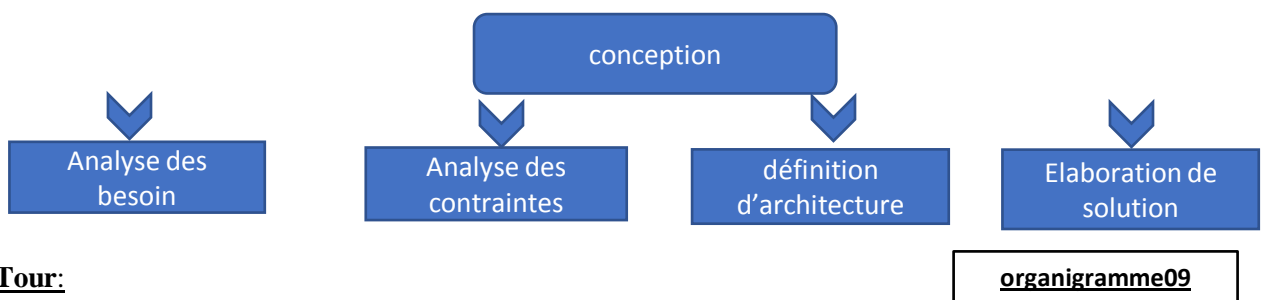 conception
Analyse des
besoin
Analyse des
contraintes
définition
d’architecture
Elaboration de
solution
Tour:
organigramme09